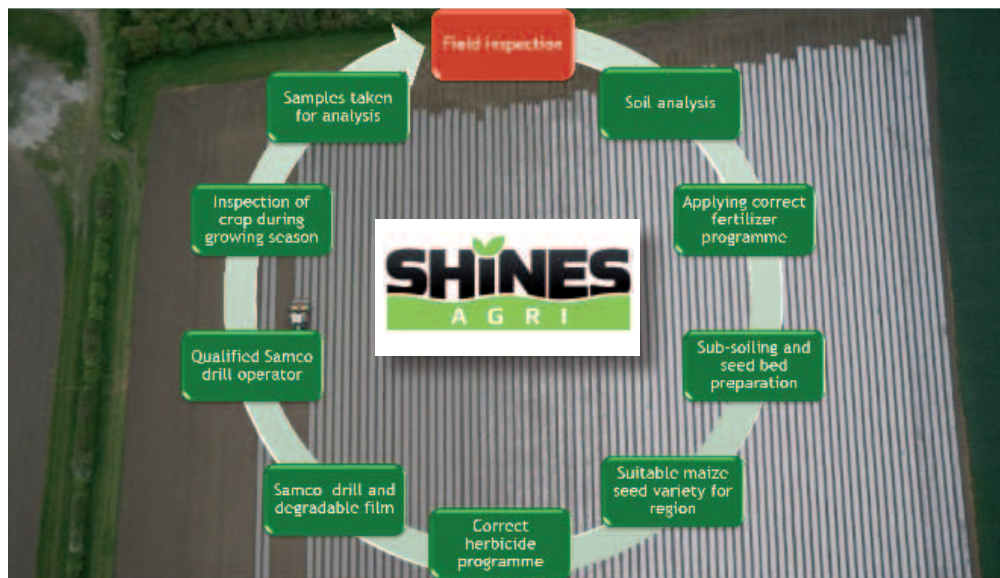 Field inspection
Soil analysis
Applying correct
fertilizer
programme
Sub-soiling and
seed bed
preparation
Suitable maize
seed variety for
region
Correct
herbicide
programme
Samco drill and
degradable film
Qualified Samco
drill operator
Inspection of
crop during
growing season
Samples taken
for analysis
SHiNES
AGRI